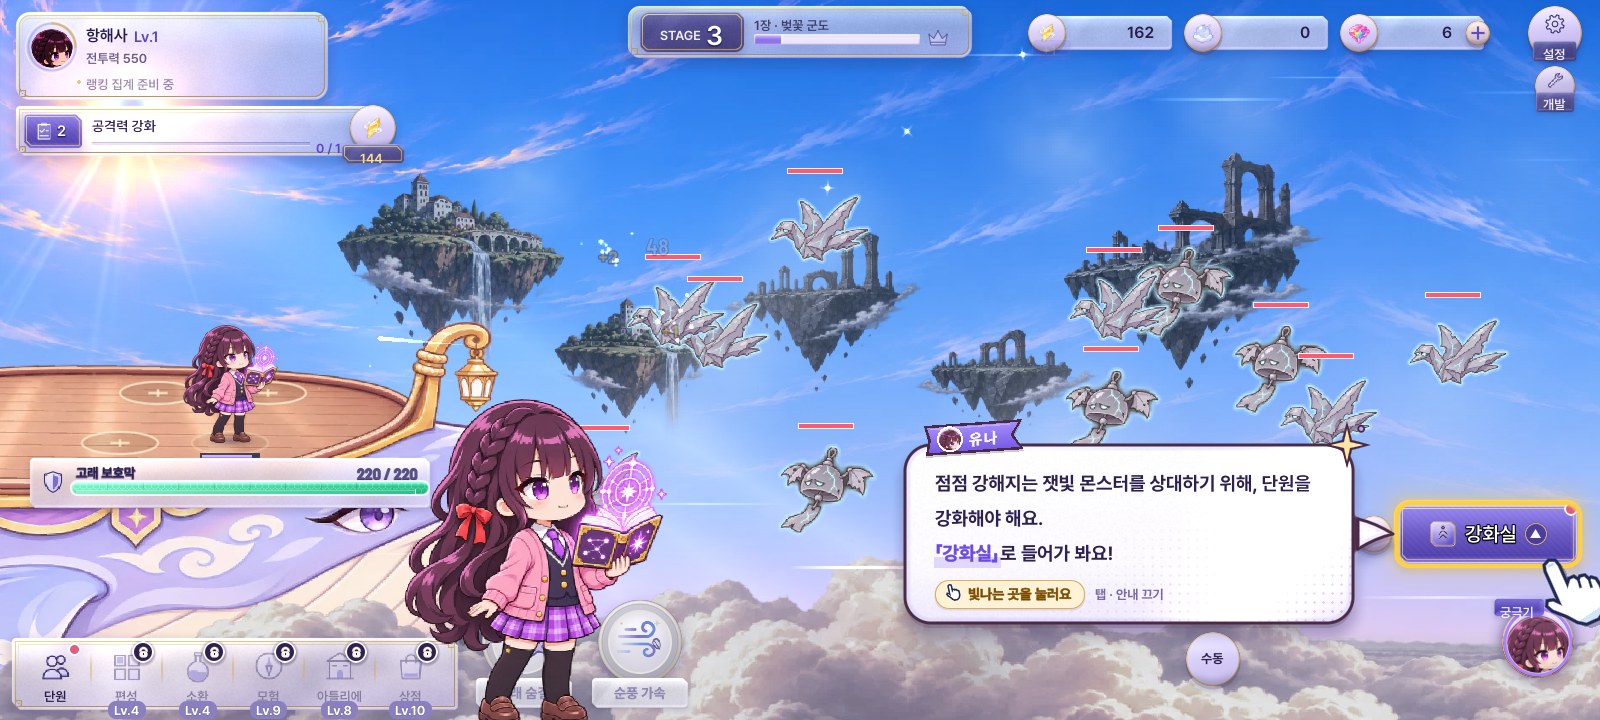 항해사 Lv.1
전투력 550
랭킹 집계 준비 중
2
공격력 강화
0 / 1
144
STAGE 3
1장 · 벚꽃 군도
162
0
6
설정
개발
48
고래 보호막
220 / 220
유나
점점 강해지는 잿빛 몬스터를 상대하기 위해, 단원을
강화해야 해요.
「강화실」로 들어가 봐요!
빛나는 곳을 눌러요
탭 · 안내 끄기
강화실
궁극기
수동
순풍 가속
단원
편성
Lv.4
소환
Lv.4
모험
Lv.9
아틀리에
Lv.8
상점
Lv.10